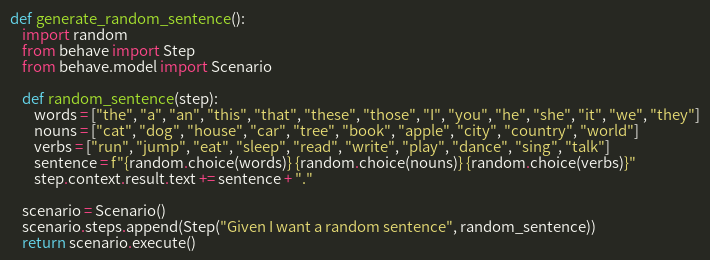 def generate_random_sentence():
    import random
    from behave import Step
    from behave.model import Scenario

    def random_sentence(step):
        words = ["the", "a", "an", "this", "that", "these", "those", "I", "you", "he", "she", "it", "we", "they"]
        nouns = ["cat", "dog", "house", "car", "tree", "book", "apple", "city", "country", "world"]
        verbs = ["run", "jump", "eat", "sleep", "read", "write", "play", "dance", "sing", "talk"]
        sentence = f"{random.choice(words)} {random.choice(nouns)} {random.choice(verbs)}"
        step.context.result.text += sentence + "."

    scenario = Scenario()
    scenario.steps.append(Step("Given I want a random sentence", random_sentence))
    return scenario.execute()